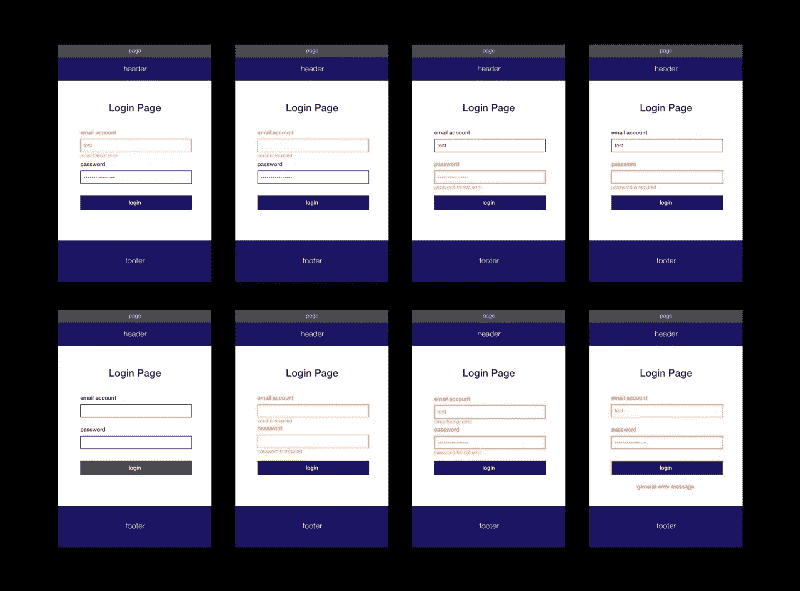 page
header
Login Page
email account
test
email format error
password
login
footer
page
header
Login Page
email account
email is required
password
login
footer
page
header
Login Page
email account
test
password
password format error
login
footer
page
header
Login Page
email account
test
password
password is required
login
footer
page
header
Login Page
email account
password
login
footer
page
header
Login Page
email account
email is required
password
password is required
login
footer
page
header
Login Page
email account
test
email format error
password
password format error
login
footer
page
header
Login Page
email account
test
password
login
general error message
footer